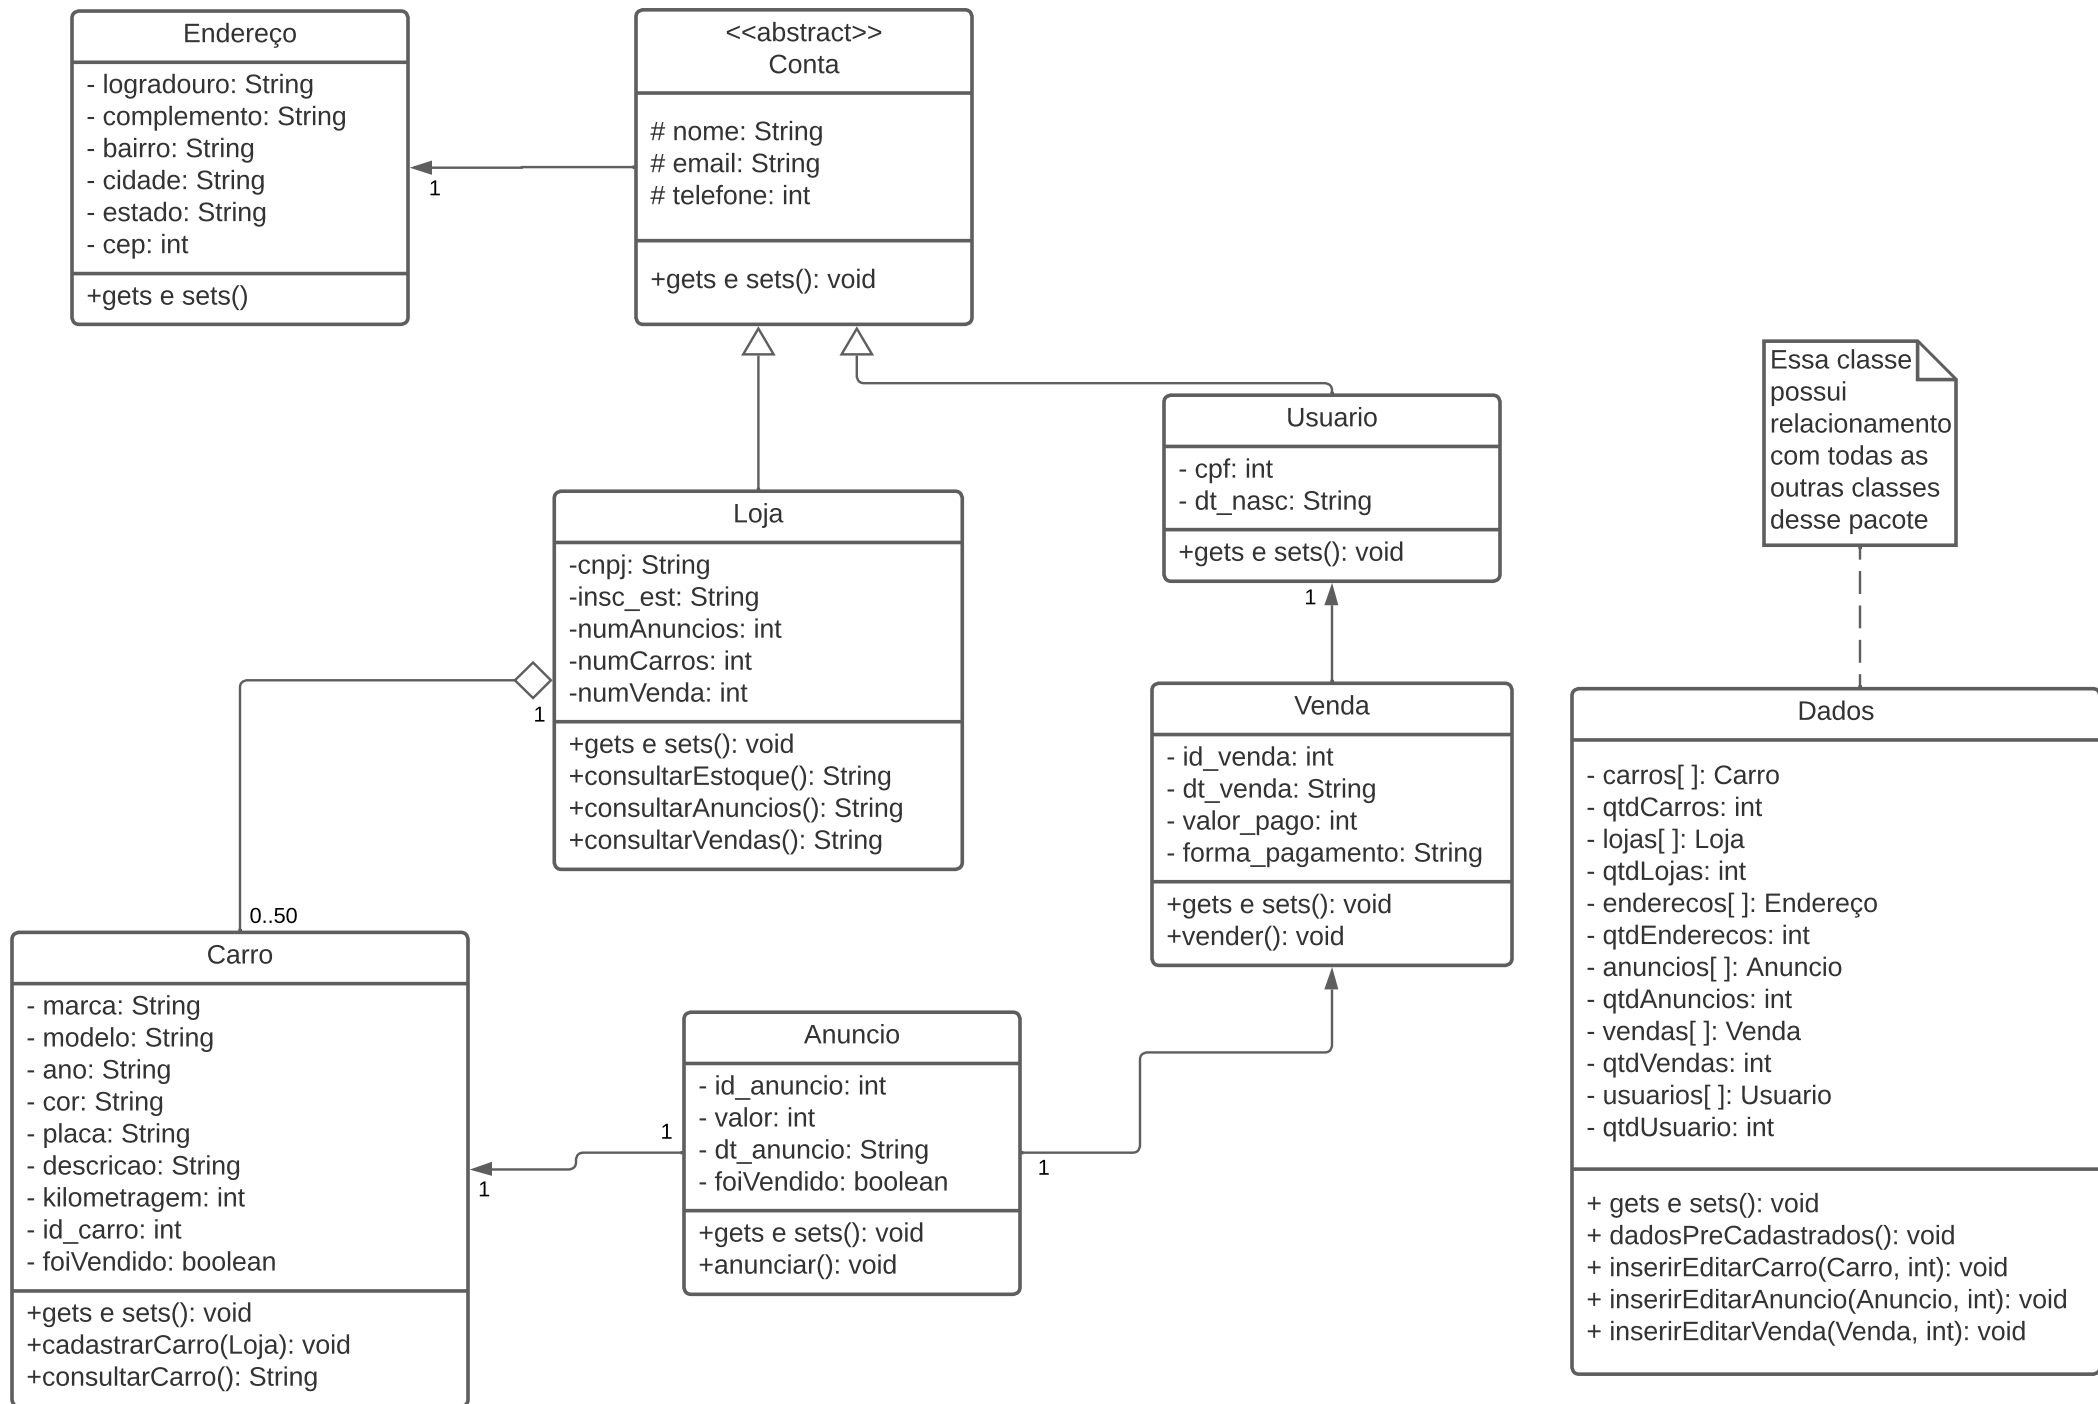 Endereço
- logradouro: String
- complemento: String
- bairro: String
- cidade: String
- estado: String
- cep: int
+gets e sets()
1
<<abstract>>
Conta
# nome: String
# email: String
# telefone: int
+gets e sets(): void
Usuario
- cpf: int
- dt_nasc: String
+gets e sets(): void
1
Essa classe
possui
relacionamento
com todas as
outras classes
desse pacote
Loja
-cnpj: String
-insc_est: String
-numAnuncios: int
-numCarros: int
-numVenda: int
+gets e sets(): void
+consultarEstoque(): String
+consultarAnuncios(): String
+consultarVendas(): String
1
0..50
Venda
- id_venda: int
- dt_venda: String
- valor_pago: int
- forma_pagamento: String
+gets e sets(): void
+vender(): void
Dados
- carros[ ]: Carro
- qtdCarros: int
- lojas[ ]: Loja
- qtdLojas: int
- enderecos[ ]: Endereço
- qtdEnderecos: int
- anuncios[ ]: Anuncio
- qtdAnuncios: int
- vendas[ ]: Venda
- qtdVendas: int
- usuarios[ ]: Usuario
- qtdUsuario: int
+ gets e sets(): void
+ dadosPreCadastrados(): void
+ inserirEditarCarro(Carro, int): void
+ inserirEditarAnuncio(Anuncio, int): void
+ inserirEditarVenda(Venda, int): void
Carro
- marca: String
- modelo: String
- ano: String
- cor: String
- placa: String
- descricao: String
- kilometragem: int
- id_carro: int
- foiVendido: boolean
+gets e sets(): void
+cadastrarCarro(Loja): void
+consultarCarro(): String
1
1
Anuncio
- id_anuncio: int
- valor: int
- dt_anuncio: String
- foiVendido: boolean
+gets e sets(): void
+anunciar(): void
1